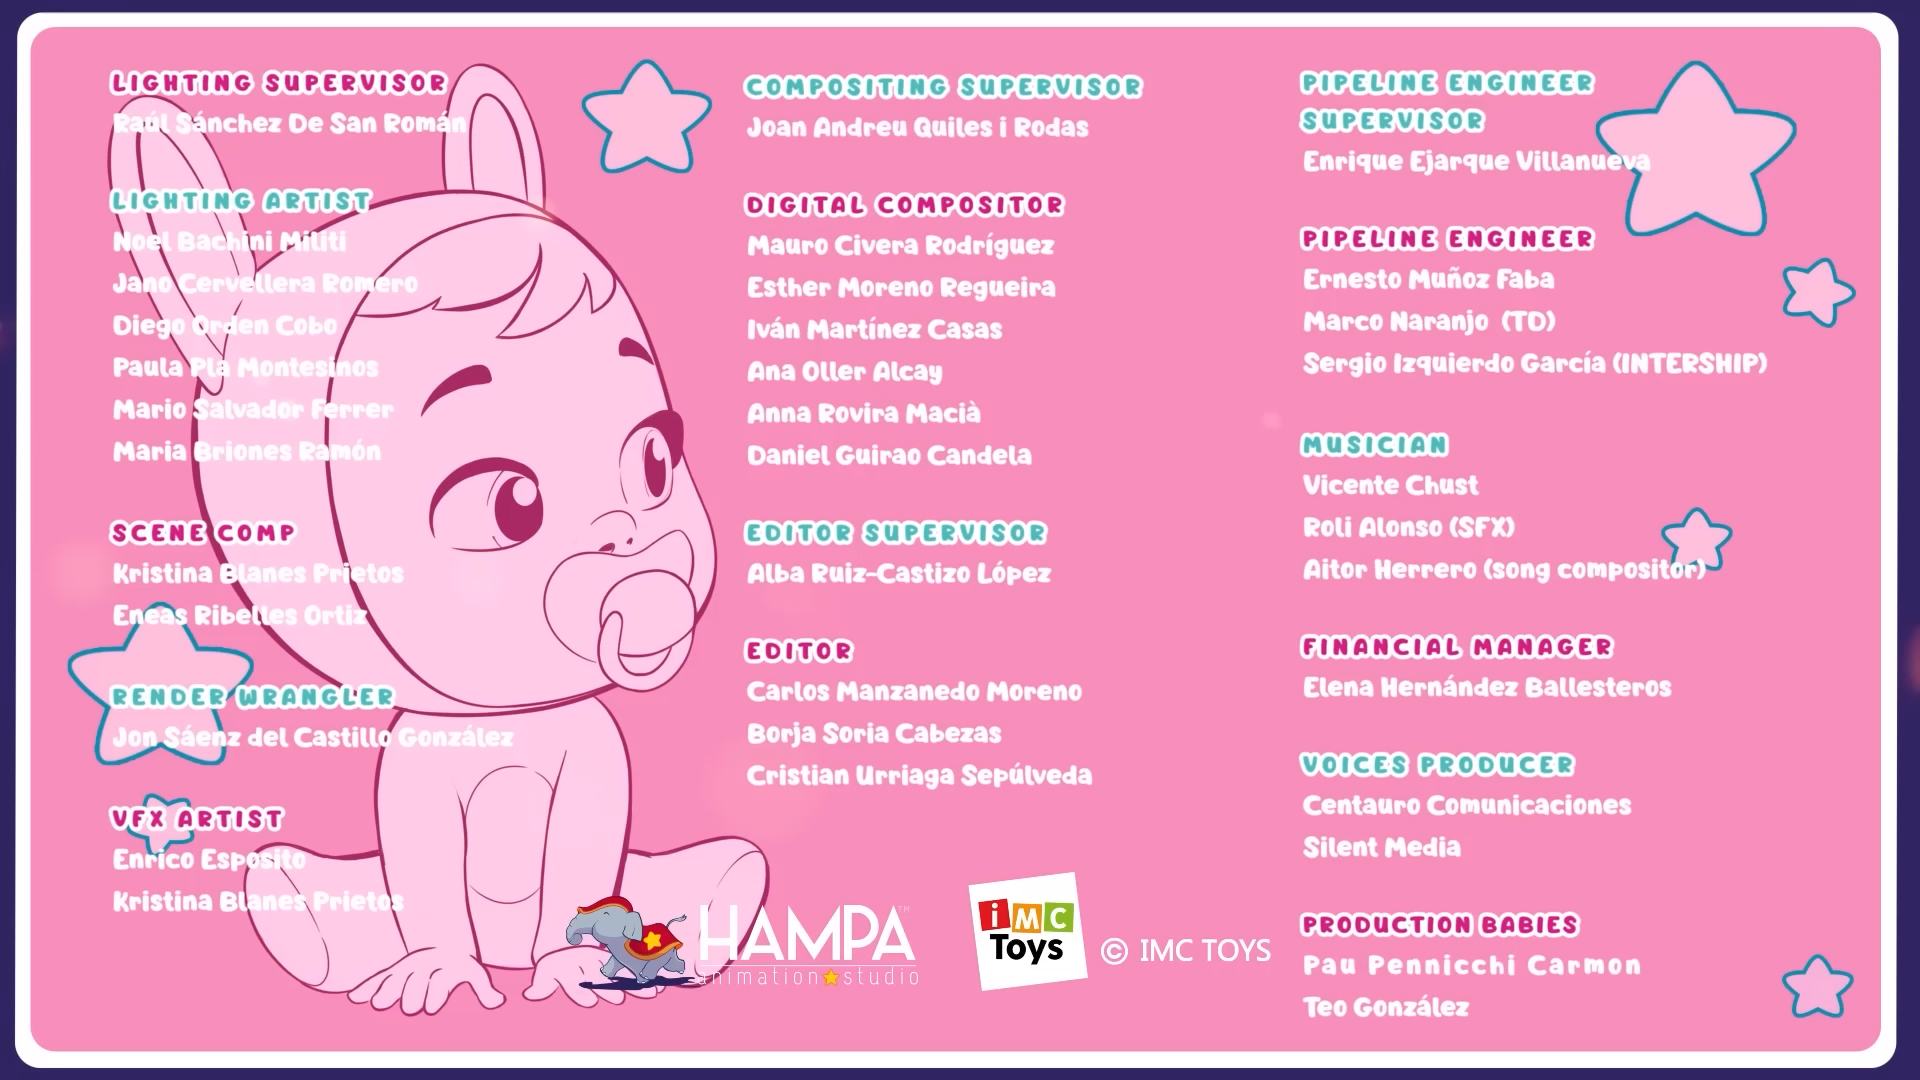 LIGHTING SUPERVISOR
Raúl Sánchez De San Román
LIGHTING ARTIST
Noel Bachini Militi
Jano Cervellera Romero
Diego Orden Cobo
Paula Pla Montesinos
Mario Salvador Ferrer
Maria Briones Ramón
SCENE COMP
Kristina Blanes Prietos
Eneas Ribelles Ortiz
RENDER WRANGLER
Jon Sáenz del Castillo González
VFX ARTIST
Enrico Esposito
Kristina Blanes Prietos
COMPOSITING SUPERVISOR
Joan Andreu Quiles i Rodas
DIGITAL COMPOSITOR
Mauro Civera Rodríguez
Esther Moreno Regueira
Iván Martínez Casas
Ana Oller Alcay
Anna Rovira Macià
Daniel Guirao Candela
EDITOR SUPERVISOR
Alba Ruiz-Castizo López
EDITOR
Carlos Manzanedo Moreno
Borja Soria Cabezas
Cristian Urriaga Sepúlveda
HAMPA™
animation studio
iMC
Toys
© IMC TOYS
PIPELINE ENGINEER
SUPERVISOR
Enrique Ejarque Villanueva
PIPELINE ENGINEER
Ernesto Muñoz Faba
Marco Naranjo (TD)
Sergio Izquierdo García (INTERSHIP)
MUSICIAN
Vicente Chust
Roli Alonso (SFX)
Aitor Herrero (song compositor)
FINANCIAL MANAGER
Elena Hernández Ballesteros
VOICES PRODUCER
Centauro Comunicaciones
Silent Media
PRODUCTION BABIES
Pau Pennicchi Carmon
Teo González